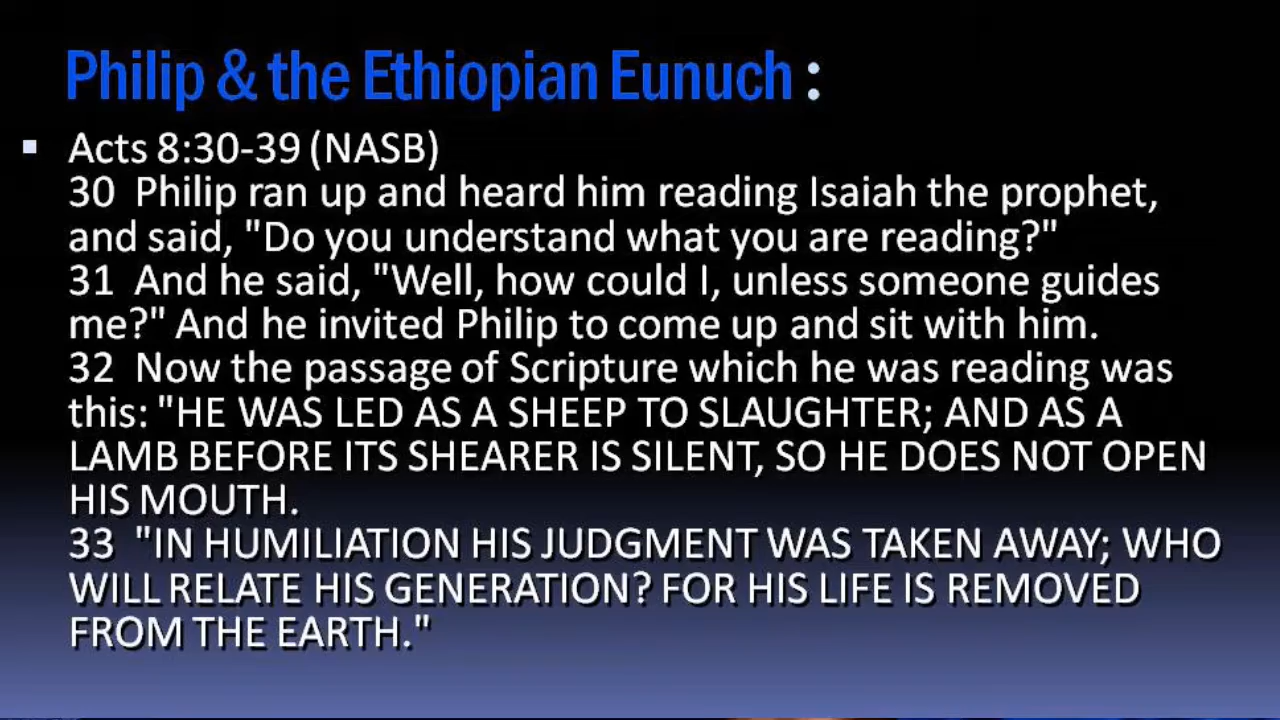 Philip & the Ethiopian Eunuch :
▪ Acts 8:30-39 (NASB)
30 Philip ran up and heard him reading Isaiah the prophet,
and said, "Do you understand what you are reading?"
31 And he said, "Well, how could I, unless someone guides
me?" And he invited Philip to come up and sit with him.
32 Now the passage of Scripture which he was reading was
this: "HE WAS LED AS A SHEEP TO SLAUGHTER; AND AS A
LAMB BEFORE ITS SHEARER IS SILENT, SO HE DOES NOT OPEN
HIS MOUTH.
33 "IN HUMILIATION HIS JUDGMENT WAS TAKEN AWAY; WHO
WILL RELATE HIS GENERATION? FOR HIS LIFE IS REMOVED
FROM THE EARTH."